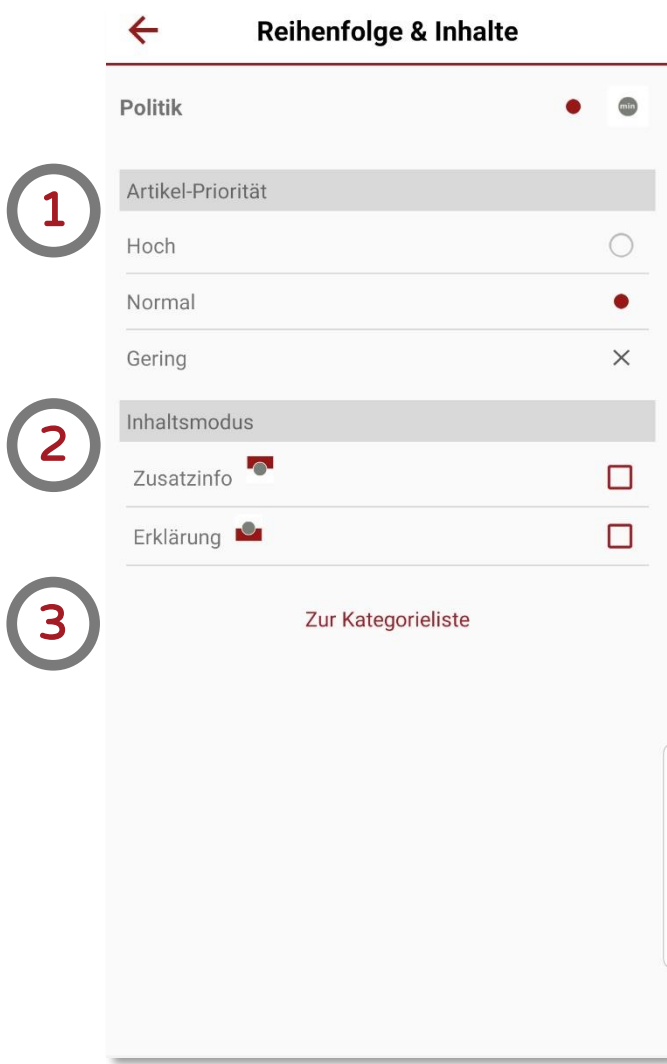 Reihenfolge & Inhalte
Politik
min
1
Artikel-Priorität
Hoch
Normal
Gering
2
Inhaltsmodus
Zusatzinfo
Erklärung
3
Zur Kategorieliste